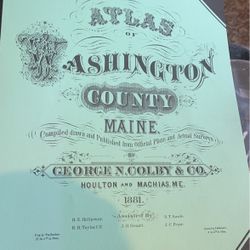 ATLAS
OF
WASHINGTON
COUNTY
MAINE
Compiled drawn and Published from Official Plans and Actual Surveys
BY
GEORGE N. COLBY & CO.
HOULTON AND MACHIAS, ME.
1881.
Assisted By